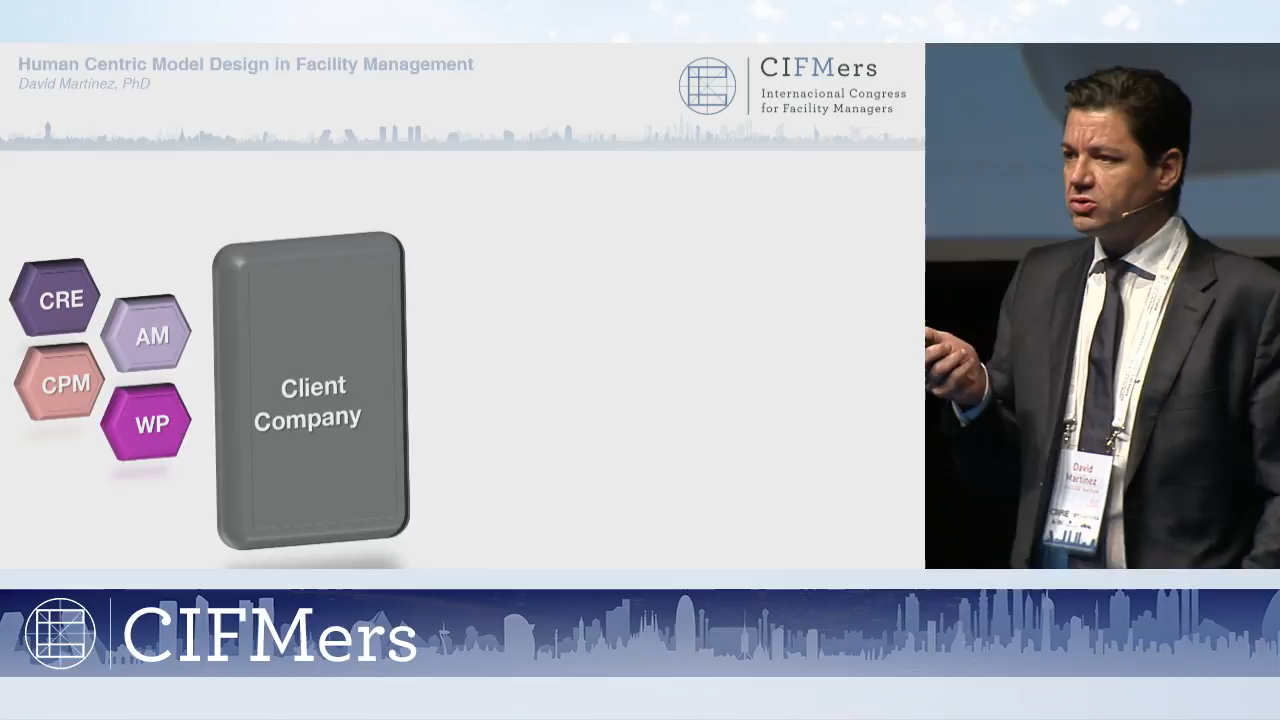 Human Centric Model Design in Facility Management
David Martínez, PhD
CIFMers
Internacional Congress
for Facility Managers
CRE
AM
CPM
WP
Client
Company
David
Martínez
CBRE
CIFMers